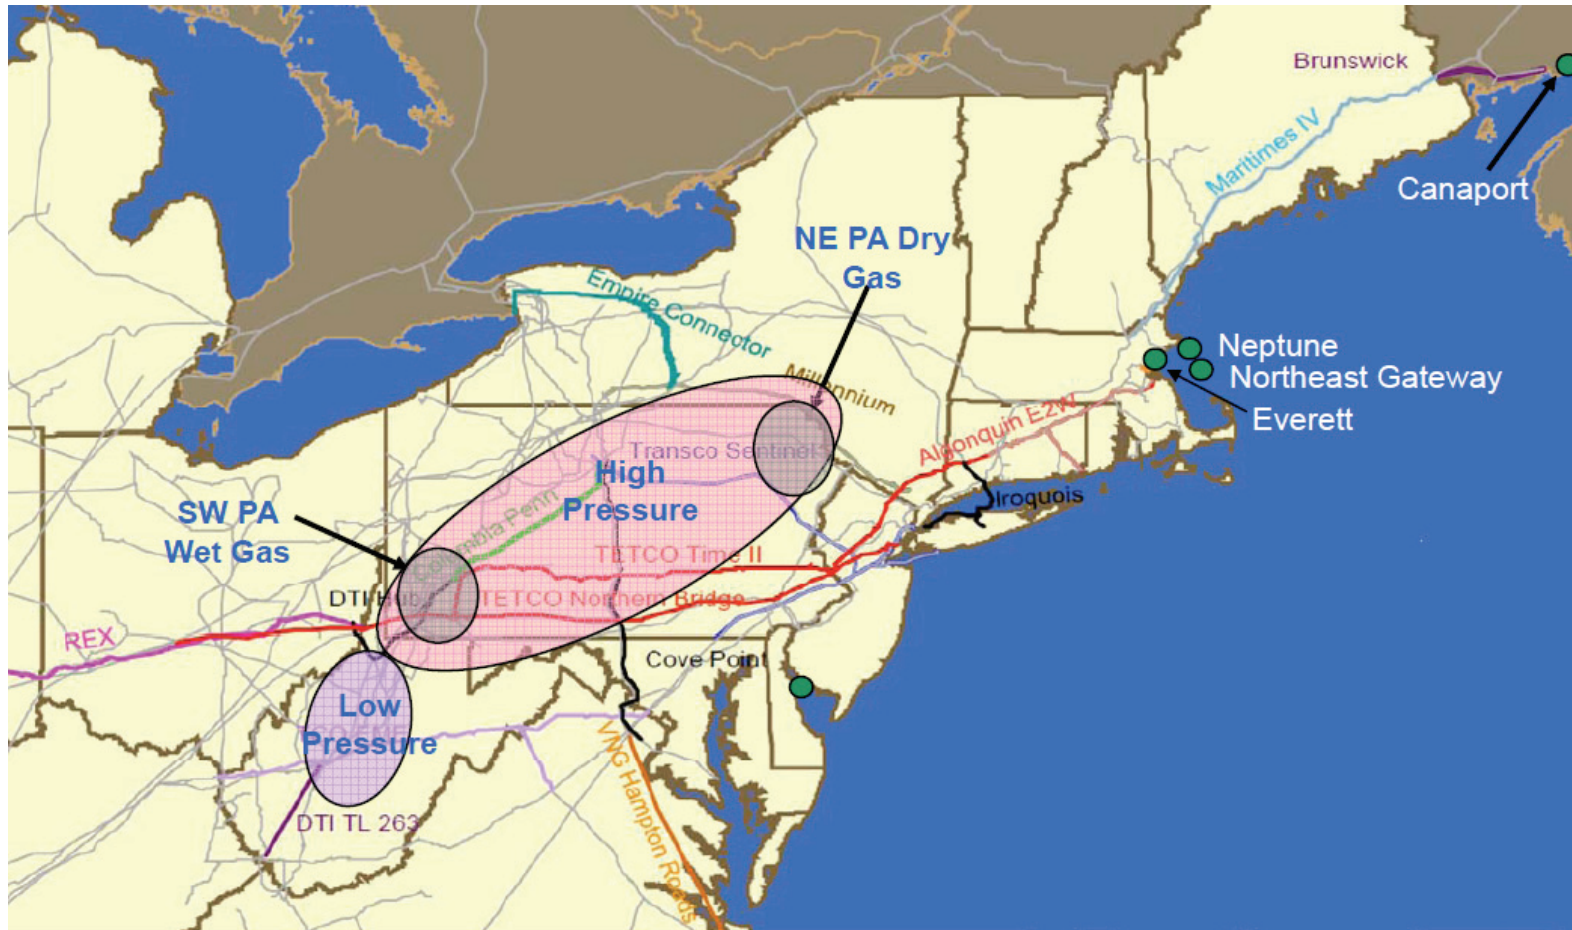 Brunswick
Maritimes IV
Canaport
NE PA Dry
Gas
Empire Connector
Millennium
Neptune
Northeast Gateway
Everett
Algonquin E2W
Transco Sentinel
High
Pressure
Iroquois
SW PA
Wet Gas
Columbia Penn
TETCO Time II
DTI Hub
TETCO Northern Bridge
REX
Cove Point
Low
Pressure
VNG Hampton Roads
DTI TL 263